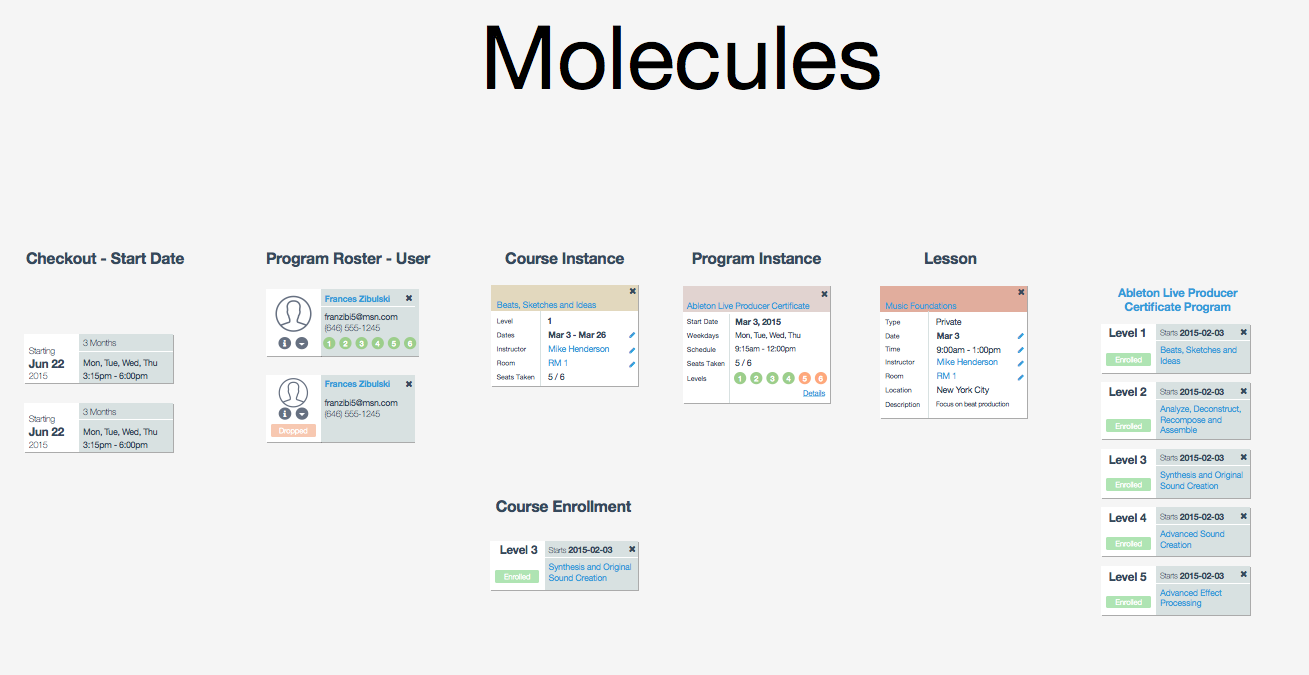 Molecules
Checkout - Start Date
Starting
Jun 22
2015
3 Months
Mon, Tue, Wed, Thu
3:15pm - 6:00pm
Starting
Jun 22
2015
3 Months
Mon, Tue, Wed, Thu
3:15pm - 6:00pm
Program Roster - User
Frances Zibulski ✖
franzibi5@msn.com
(646) 555-1245
1 2 3 4 5 6
Frances Zibulski ✖
franzibi5@msn.com
(646) 555-1245
Dropped
Course Instance
✖
Beats, Sketches and Ideas
Level 1
Dates Mar 3 - Mar 26
Instructor Mike Henderson
Room RM 1
Seats Taken 5 / 6
Course Enrollment
Level 3
Enrolled
Starts 2015-02-03 ✖
Synthesis and Original
Sound Creation
Program Instance
✖
Ableton Live Producer Certificate
Start Date Mar 3, 2015
Weekdays Mon, Tue, Wed, Thu
Schedule 9:15am - 12:00pm
Seats Taken 5 / 6
Levels 1 2 3 4 5 6
Details
Lesson
✖
Music Foundations
Type Private
Date Mar 3
Time 9:00am - 1:00pm
Instructor Mike Henderson
Room RM 1
Location New York City
Description Focus on beat production
Ableton Live Producer
Certificate Program
Level 1
Enrolled
Starts 2015-02-03 ✖
Beats, Sketches and
Ideas
Level 2
Enrolled
Starts 2015-02-03 ✖
Analyze, Deconstruct,
Recompose and
Assemble
Level 3
Enrolled
Starts 2015-02-03 ✖
Synthesis and Original
Sound Creation
Level 4
Enrolled
Starts 2015-02-03 ✖
Advanced Sound
Creation
Level 5
Enrolled
Starts 2015-02-03 ✖
Advanced Effect
Processing